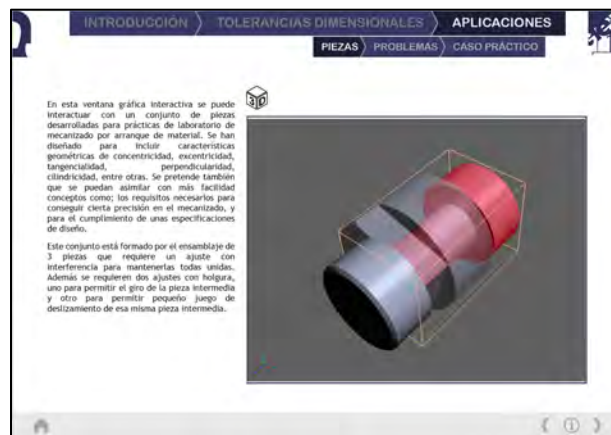 INTRODUCCIÓN
TOLERANCIAS DIMENSIONALES
APLICACIONES
PIEZAS
PROBLEMAS
CASO PRÁCTICO
En esta ventana gráfica interactiva se puede
interactuar con un conjunto de piezas
desarrolladas para prácticas de laboratorio de
mecanizado por arranque de material. Se han
diseñado para incluir características
geométricas de concentricidad, excentricidad,
tangencialidad, perpendicularidad,
cilindricidad, entre otras. Se pretende también
que se puedan asimilar con más facilidad
conceptos como; los requisitos necesarios para
conseguir cierta precisión en el mecanizado, y
para el cumplimiento de unas especificaciones
de diseño.
Este conjunto está formado por el ensamblaje de
3 piezas que requiere un ajuste con
interferencia para mantenerlas todas unidas.
Además se requieren dos ajustes con holgura,
uno para permitir el giro de la pieza intermedia
y otro para permitir pequeño juego de
deslizamiento de esa misma pieza intermedia.
3D